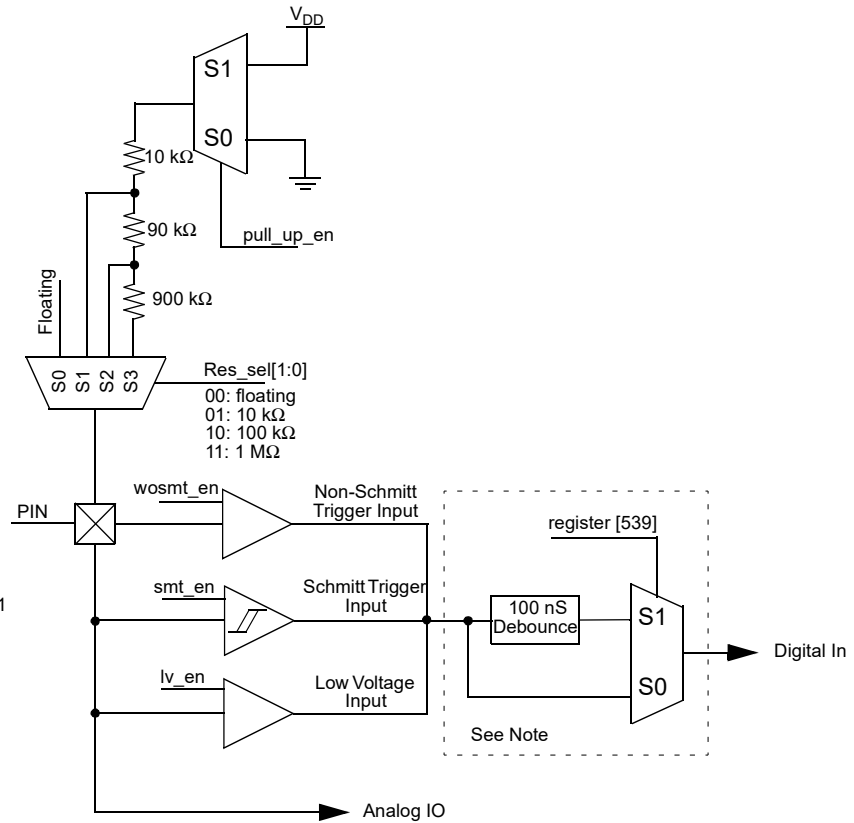 VDD
S1
S0
10 kΩ
90 kΩ
pull_up_en
900 kΩ
Floating
S0
S1
S2
S3
Res_sel[1:0]
00: floating
01: 10 kΩ
10: 100 kΩ
11: 1 MΩ
PIN
wosmt_en
Non-Schmitt
Trigger Input
smt_en
Schmitt Trigger
Input
lv_en
Low Voltage
Input
1
register [539]
100 nS
Debounce
S1
S0
See Note
Digital In
Analog IO